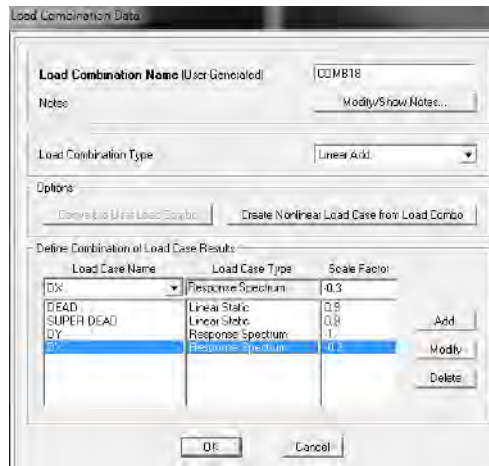 Load Combination Data
Load Combination Name (User Generated) COMB18
Notes Modify/Show Notes...
Load Combination Type Linear Add
Options
Convert to User Load Combo Create Nonlinear Load Case from Load Combo
Define Combination of Load Case Results
Load Case Name Load Case Type Scale Factor
DX Response Spectrum -0.3
DEAD Linear Static 0.9
SUPER DEAD Linear Static 0.9
DY Response Spectrum
DX Response Spectrum -0.3
Add
Modify
Delete
OK Cancel